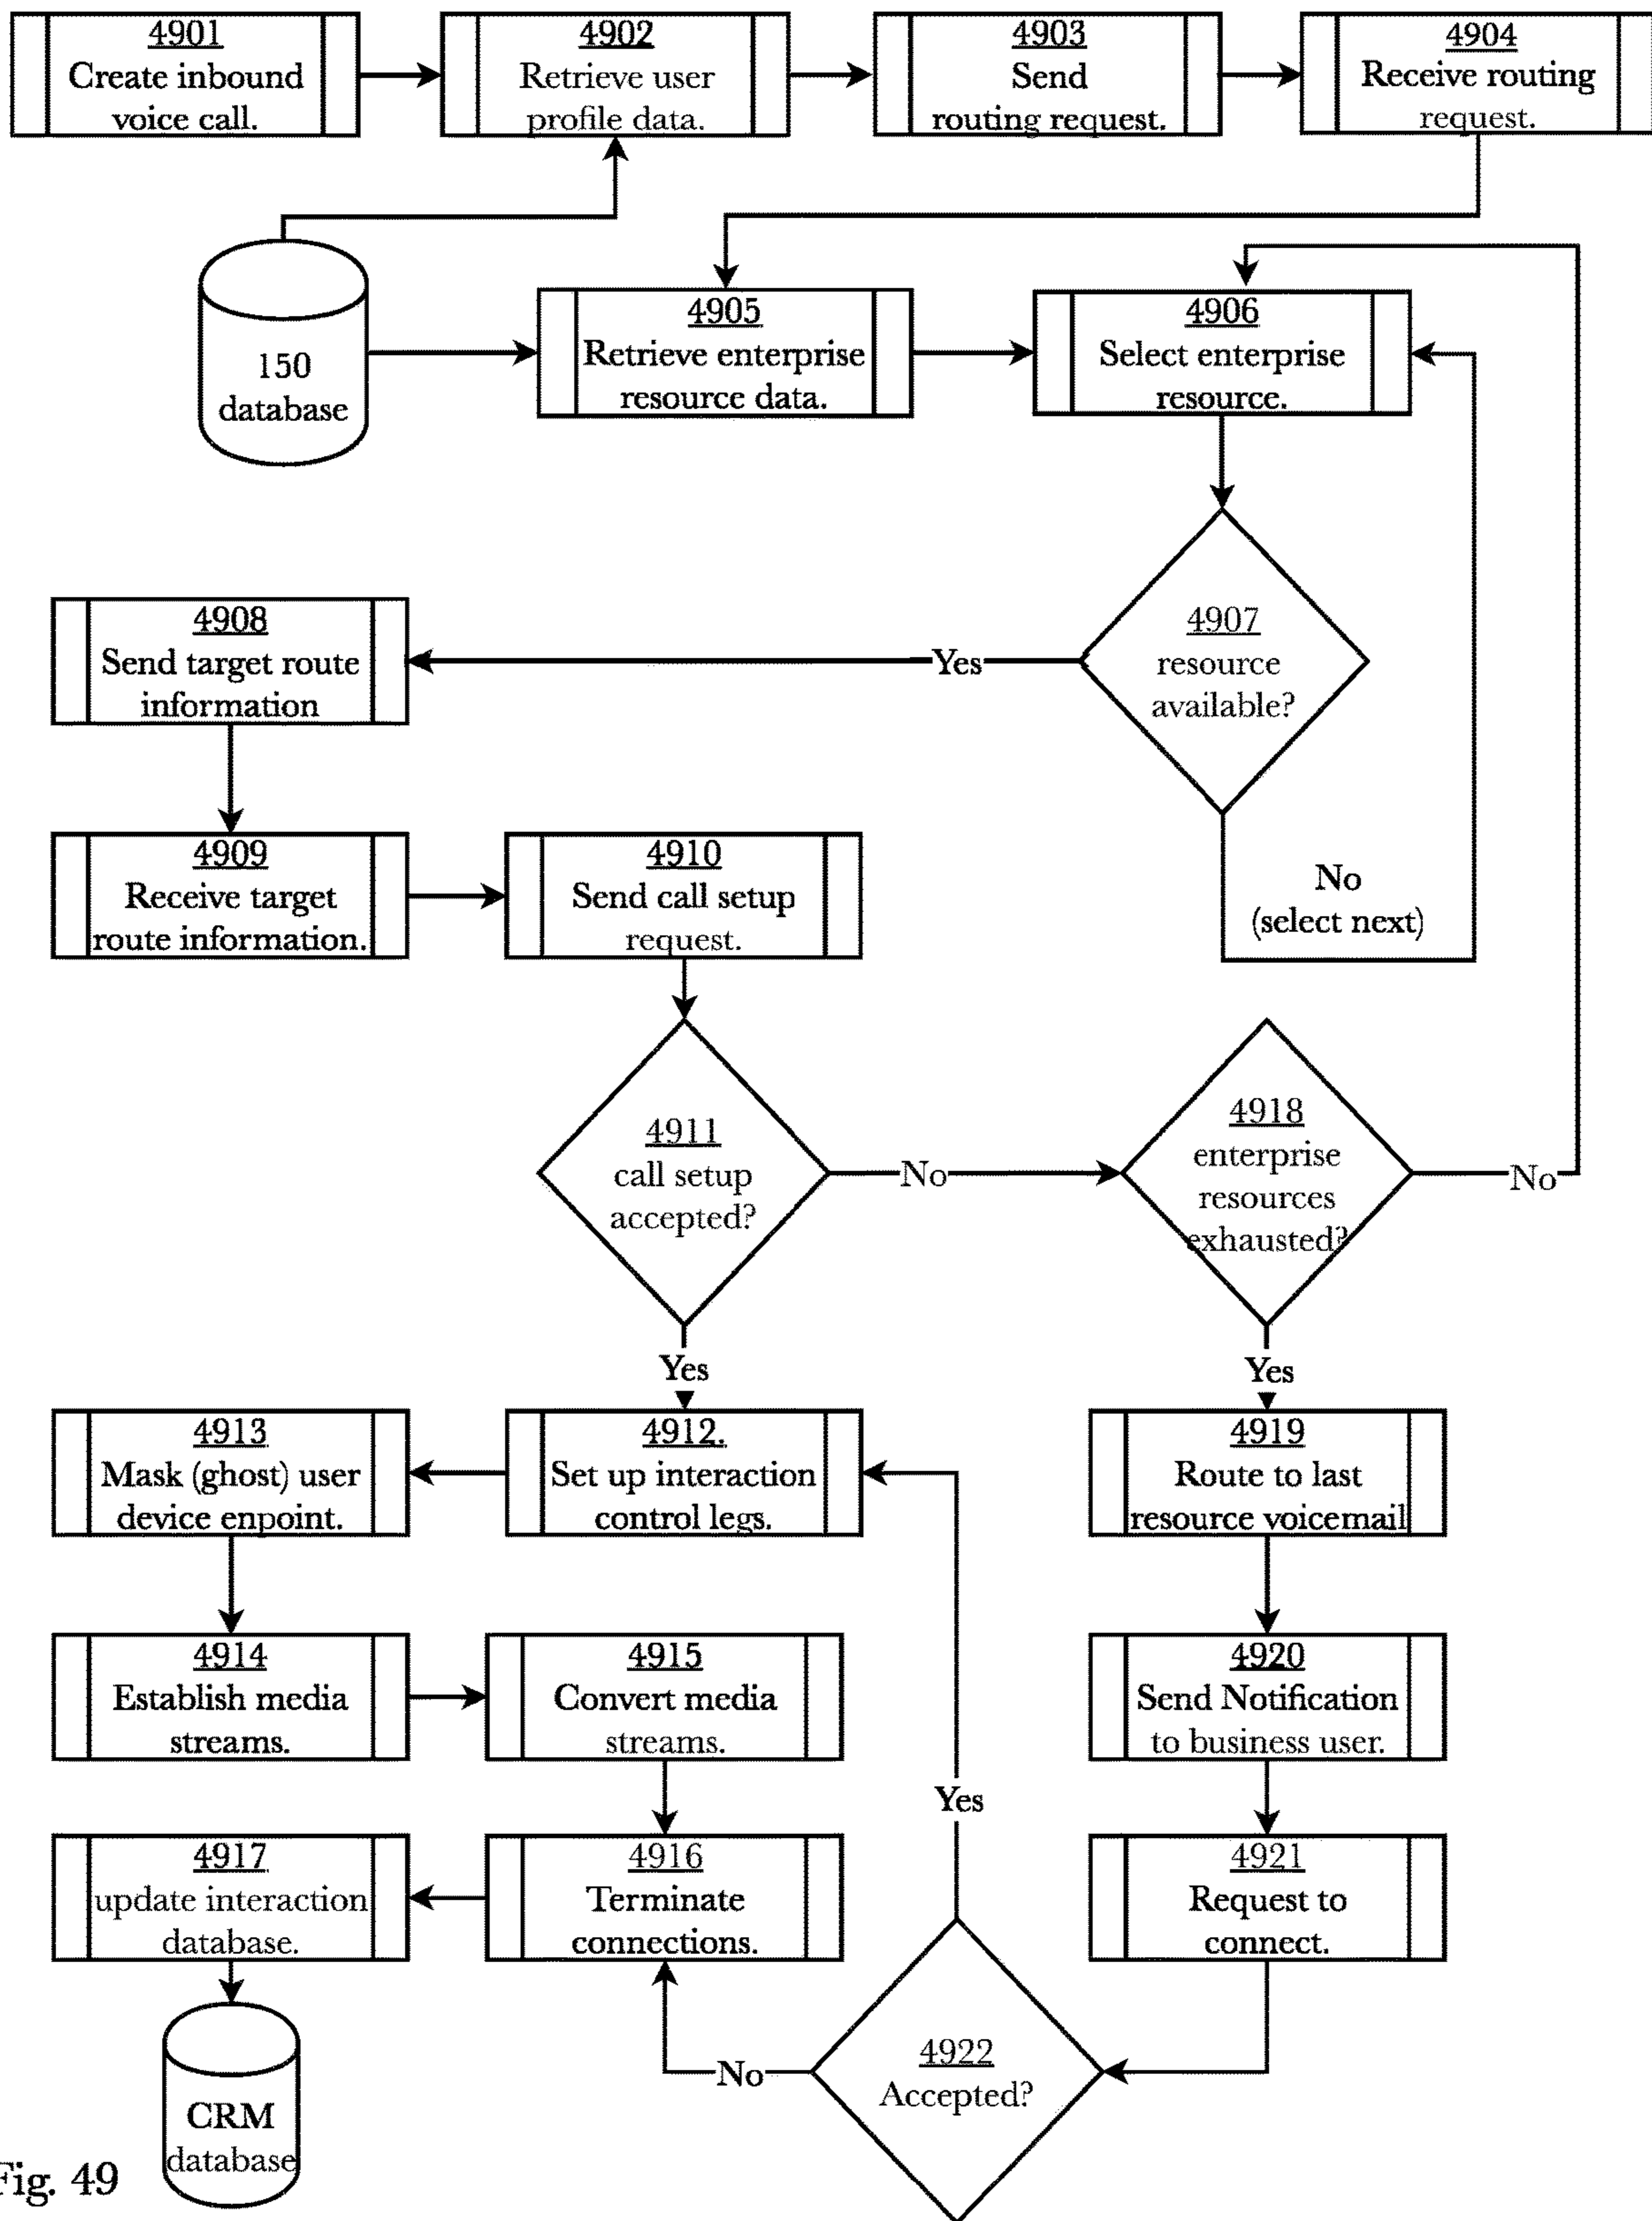 4901
Create inbound
voice call.
4902
Retrieve user
profile data.
4903
Send
routing request.
4904
Receive routing
request.
150
database
4905
Retrieve enterprise
resource data.
4906
Select enterprise
resource.
4907
resource
available?
Yes
4908
Send target route
information
No
(select next)
4909
Receive target
route information.
4910
Send call setup
request.
4911
call setup
accepted?
No
4918
enterprise
resources
exhausted?
No
Yes
Yes
4913
Mask (ghost) user
device enpoint.
4912.
Set up interaction
control legs.
4919
Route to last
resource voicemail
4914
Establish media
streams.
4915
Convert media
streams.
4920
Send Notification
to business user.
Yes
4917
update interaction
database.
4916
Terminate
connections.
4921
Request to
connect.
No
4922
Accepted?
CRM
database
Fig. 49